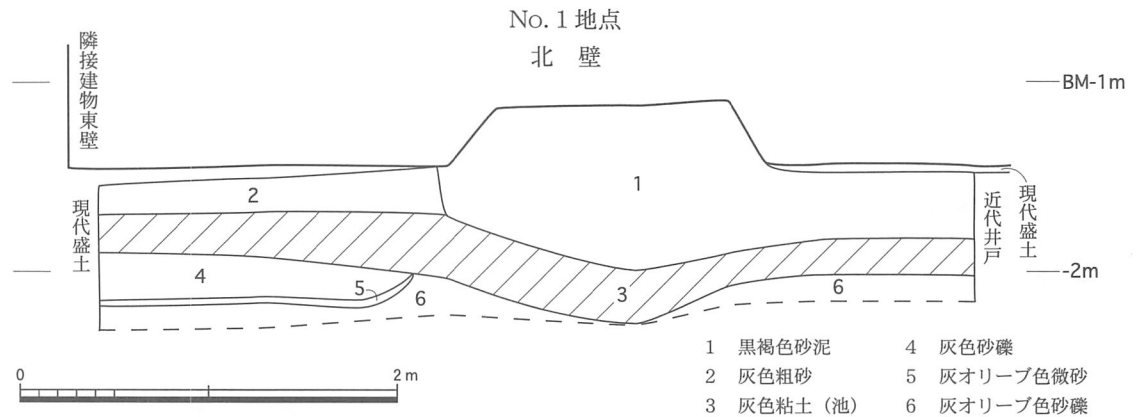 No. 1 地点
北　壁
隣接建物東壁
BM-1m
1
2
現代盛土
近代井戸
現代盛土
-2m
4
5
6
3
6
0
2 m
1　黒褐色砂泥
2　灰色粗砂
3　灰色粘土（池）
4　灰色砂礫
5　灰オリーブ色微砂
6　灰オリーブ色砂礫